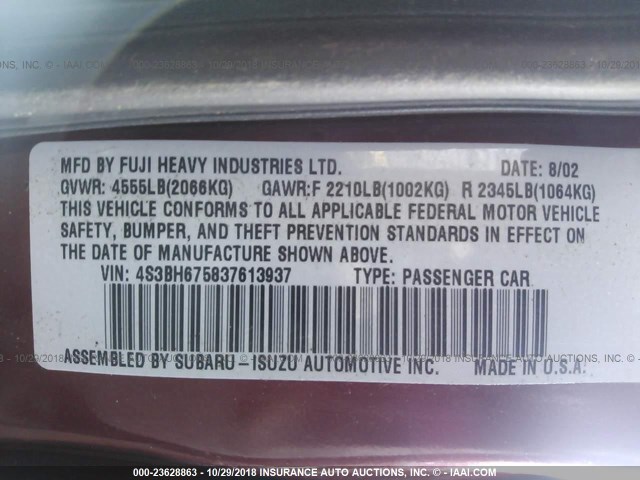 MFD BY FUJI HEAVY INDUSTRIES LTD. DATE: 8/02
GVWR: 4555LB(2066KG) GAWR:F 2210LB(1002KG) R 2345LB(1064KG)
THIS VEHICLE CONFORMS TO ALL APPLICABLE FEDERAL MOTOR VEHICLE
SAFETY, BUMPER, AND THEFT PREVENTION STANDARDS IN EFFECT ON
THE DATE OF MANUFACTURE SHOWN ABOVE.
VIN: 4S3BH675837613937 TYPE: PASSENGER CAR
ASSEMBLED BY SUBARU-ISUZU AUTOMOTIVE INC. MADE IN U.S.A.
000-23628863 - 10/29/2018 INSURANCE AUTO AUCTIONS, INC. - IAAI.COM